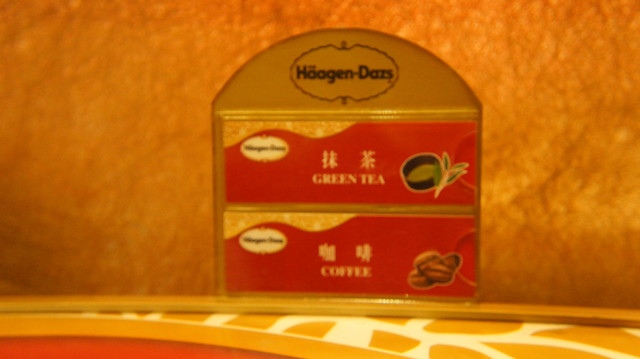 Häagen-Dazs
Häagen-Dazs
抹茶
GREEN TEA
Häagen-Dazs
咖啡
COFFEE